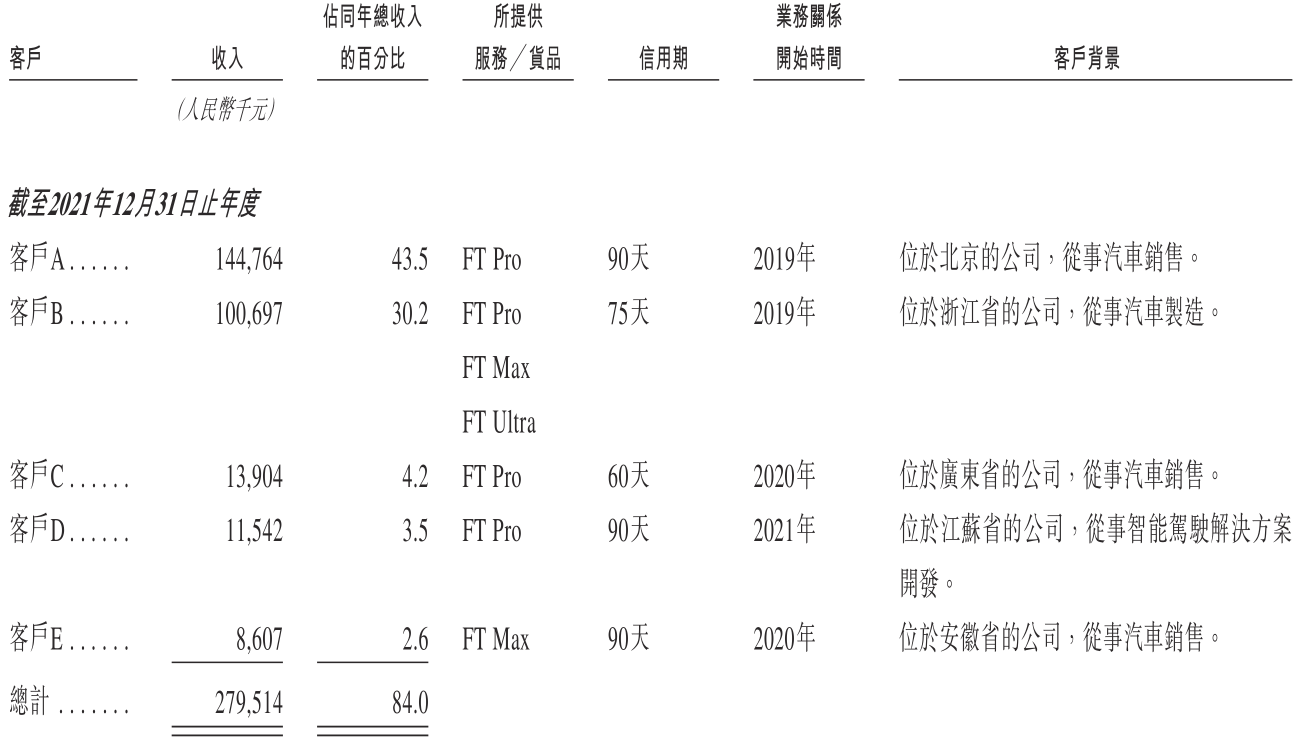 佔同年總收入 所提供 業務關係
客戶 收入 的百分比 服務／貨品 信用期 開始時間 客戶背景
(人民幣千元)
截至2021年12月31日止年度
客戶A...... 144,764 43.5 FT Pro 90天 2019年 位於北京的公司，從事汽車銷售。
客戶B...... 100,697 30.2 FT Pro 75天 2019年 位於浙江省的公司，從事汽車製造。
FT Max
FT Ultra
客戶C...... 13,904 4.2 FT Pro 60天 2020年 位於廣東省的公司，從事汽車銷售。
客戶D...... 11,542 3.5 FT Pro 90天 2021年 位於江蘇省的公司，從事智能駕駛解決方案
開發。
客戶E...... 8,607 2.6 FT Max 90天 2020年 位於安徽省的公司，從事汽車銷售。
總計 ....... 279,514 84.0